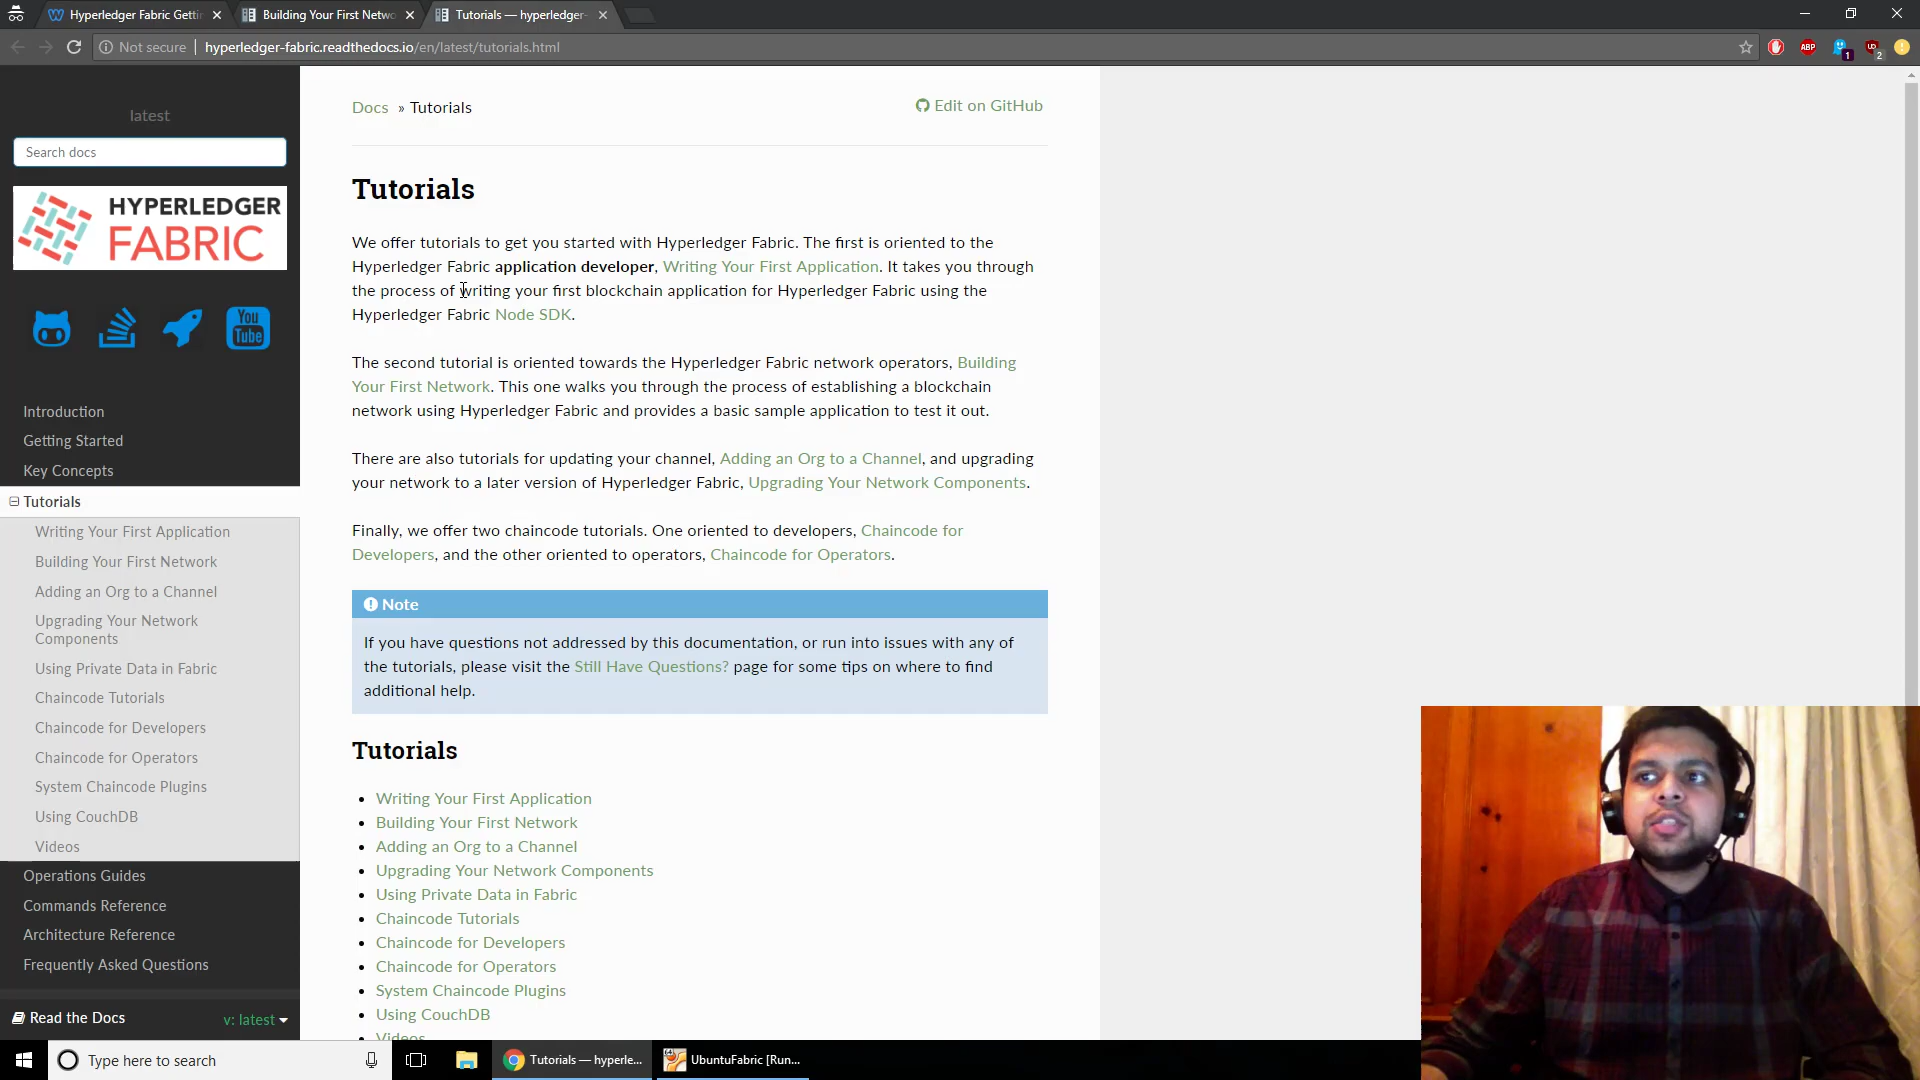 Hyperledger Fabric Getti
Building Your First Netwo
Tutorials — hyperledger-
Not secure
hyperledger-fabric.readthedocs.io/en/latest/tutorials.html
ABP
1
2
latest
Search docs
HYPERLEDGER
FABRIC
You
Tube
Introduction
Getting Started
Key Concepts
Tutorials
Writing Your First Application
Building Your First Network
Adding an Org to a Channel
Upgrading Your Network
Components
Using Private Data in Fabric
Chaincode Tutorials
Chaincode for Developers
Chaincode for Operators
System Chaincode Plugins
Using CouchDB
Videos
Operations Guides
Commands Reference
Architecture Reference
Frequently Asked Questions
Read the Docs
v: latest
Docs » Tutorials
Edit on GitHub
Tutorials
We offer tutorials to get you started with Hyperledger Fabric. The first is oriented to the
Hyperledger Fabric application developer, Writing Your First Application. It takes you through
the process of writing your first blockchain application for Hyperledger Fabric using the
Hyperledger Fabric Node SDK.
The second tutorial is oriented towards the Hyperledger Fabric network operators, Building
Your First Network. This one walks you through the process of establishing a blockchain
network using Hyperledger Fabric and provides a basic sample application to test it out.
There are also tutorials for updating your channel, Adding an Org to a Channel, and upgrading
your network to a later version of Hyperledger Fabric, Upgrading Your Network Components.
Finally, we offer two chaincode tutorials. One oriented to developers, Chaincode for
Developers, and the other oriented to operators, Chaincode for Operators.
Note
If you have questions not addressed by this documentation, or run into issues with any of
the tutorials, please visit the Still Have Questions? page for some tips on where to find
additional help.
Tutorials
• Writing Your First Application
• Building Your First Network
• Adding an Org to a Channel
• Upgrading Your Network Components
• Using Private Data in Fabric
• Chaincode Tutorials
• Chaincode for Developers
• Chaincode for Operators
• System Chaincode Plugins
• Using CouchDB
Videos
Type here to search
Tutorials — hyperle...
UbuntuFabric [Run...